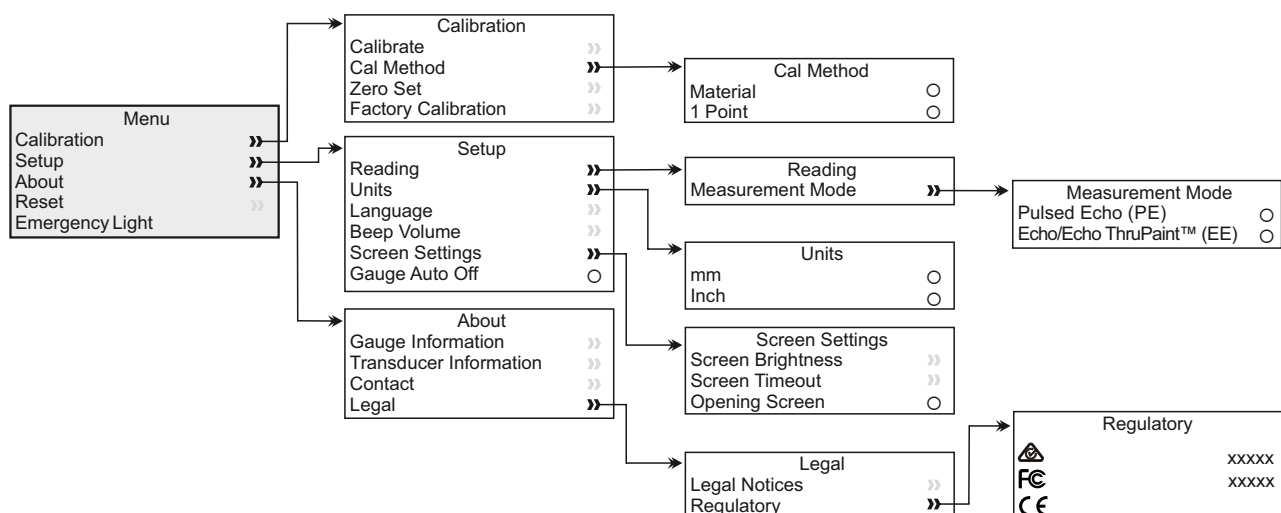 Menu
Calibration
Setup
About
Reset
Emergency Light
Calibration
Calibrate
Cal Method
Zero Set
Factory Calibration
Setup
Reading
Units
Language
Beep Volume
Screen Settings
Gauge Auto Off
About
Gauge Information
Transducer Information
Contact
Legal
Cal Method
Material
1 Point
Reading
Measurement Mode
Units
mm
Inch
Screen Settings
Screen Brightness
Screen Timeout
Opening Screen
Legal
Legal Notices
Regulatory
Measurement Mode
Pulsed Echo (PE)
Echo/Echo ThruPaint™ (EE)
Regulatory
xxxxx
FC xxxxx
CE